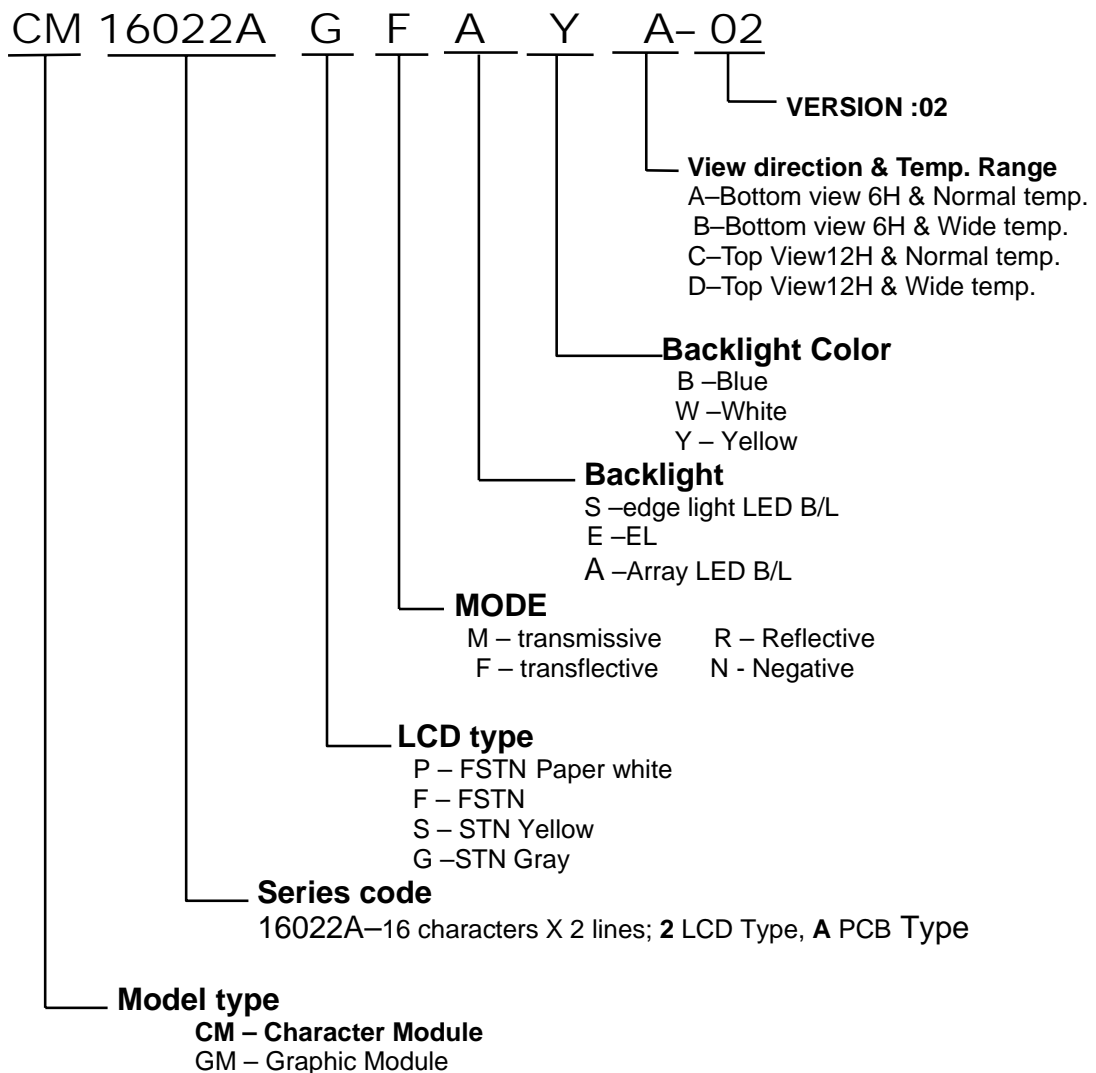 CM 16022A G F A Y A– 02
VERSION :02
View direction & Temp. Range
A–Bottom view 6H & Normal temp.
B–Bottom view 6H & Wide temp.
C–Top View12H & Normal temp.
D–Top View12H & Wide temp.
Backlight Color
B –Blue
W –White
Y – Yellow
Backlight
S –edge light LED B/L
E –EL
A –Array LED B/L
MODE
M – transmissive R – Reflective
F – transflective N - Negative
LCD type
P – FSTN Paper white
F – FSTN
S – STN Yellow
G –STN Gray
Series code
16022A–16 characters X 2 lines; 2 LCD Type, A PCB Type
Model type
CM – Character Module
GM – Graphic Module